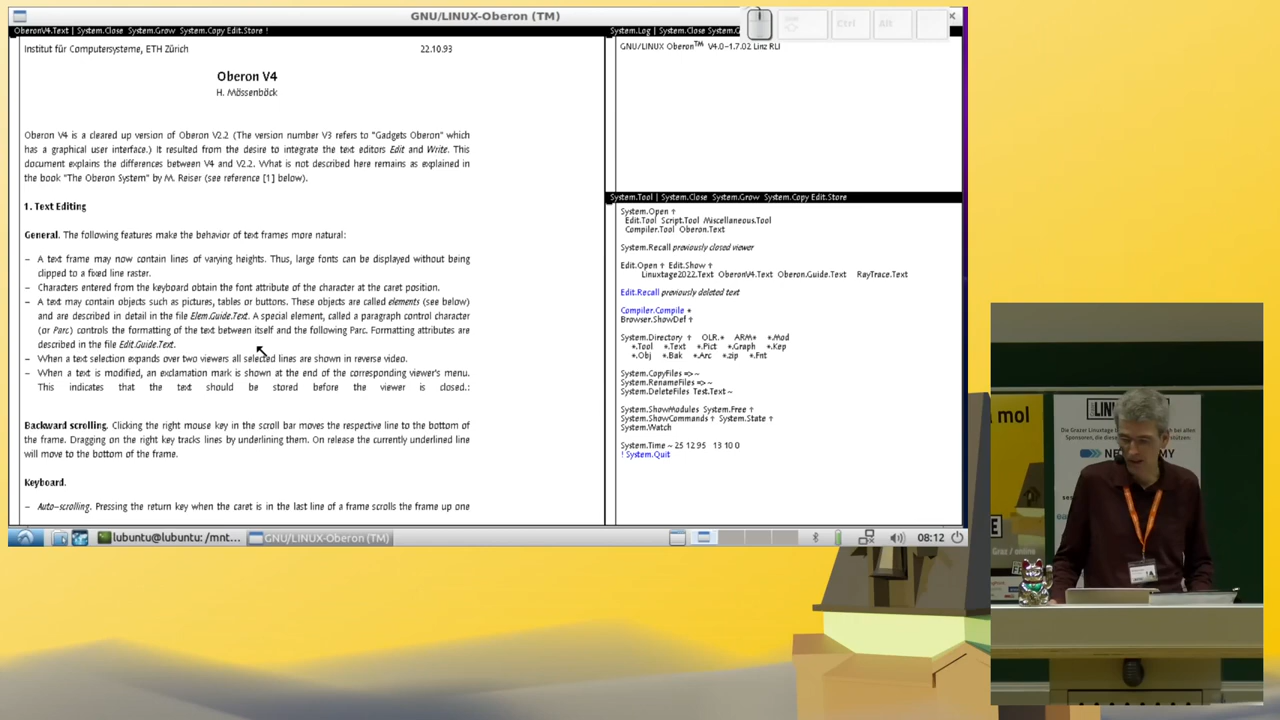 GNU/LINUX-Oberon (TM)
Ctrl
Alt
OberonV4.Text | System.Close System.Grow System.Copy Edit.Store !
Institut für Computersysteme, ETH Zürich 22.10.93
Oberon V4
H. Mössenböck
Oberon V4 is a cleared up version of Oberon V2.2 (The version number V3 refers to "Gadgets Oberon" which
has a graphical user interface.) It resulted from the desire to integrate the text editors Edit and Write. This
document explains the differences between V4 and V2.2. What is not described here remains as explained in
the book "The Oberon System" by M. Reiser (see reference [1] below).
1. Text Editing
General. The following features make the behavior of text frames more natural:
– A text frame may now contain lines of varying heights. Thus, large fonts can be displayed without being
clipped to a fixed line raster.
– Characters entered from the keyboard obtain the font attribute of the character at the caret position.
– A text may contain objects such as pictures, tables or buttons. These objects are called elements (see below)
and are described in detail in the file Elem.Guide.Text. A special element, called a paragraph control character
(or Parc) controls the formatting of the text between itself and the following Parc. Formatting attributes are
described in the file Edit.Guide.Text.
– When a text selection expands over two viewers all selected lines are shown in reverse video.
– When a text is modified, an exclamation mark is shown at the end of the corresponding viewer's menu.
This indicates that the text should be stored before the viewer is closed.:
Backward scrolling. Clicking the right mouse key in the scroll bar moves the respective line to the bottom of
the frame. Dragging on the right key tracks lines by underlining them. On release the currently underlined line
will move to the bottom of the frame.
Keyboard.
– Auto-scrolling. Pressing the return key when the caret is in the last line of a frame scrolls the frame up one
System.Log | System.Close System.G
GNU/LINUX Oberon™ V4.0-1.7.02 Linz RLI
System.Tool | System.Close System.Grow System.Copy Edit.Store
System.Open ↑
Edit.Tool Script.Tool Miscellaneous.Tool
Compiler.Tool Oberon.Text
System.Recall previously closed viewer
Edit.Open ↑ Edit.Show ↑
Linuxtage2022.Text OberonV4.Text Oberon.Guide.Text RayTrace.Text
Edit.Recall previously deleted text
Compiler.Compile *
Browser.ShowDef ↑
System.Directory ↑ OLR.* ARM* *.Mod
*.Tool *.Text *.Pict *.Graph *.Kep
*.Obj *.Bak *.Arc *.zip *.Fnt
System.CopyFiles => ~
System.RenameFiles => ~
System.DeleteFiles Test.Text ~
System.ShowModules System.Free ↑
System.ShowCommands ↑ System.State ↑
System.Watch
System.Time ~ 25 12 95 13 10 0
! System.Quit
lubuntu@lubuntu: /mnt...
GNU/LINUX-Oberon (TM)
08:12
mol
LIN
Die Grazer Linuxtage
Graz / online